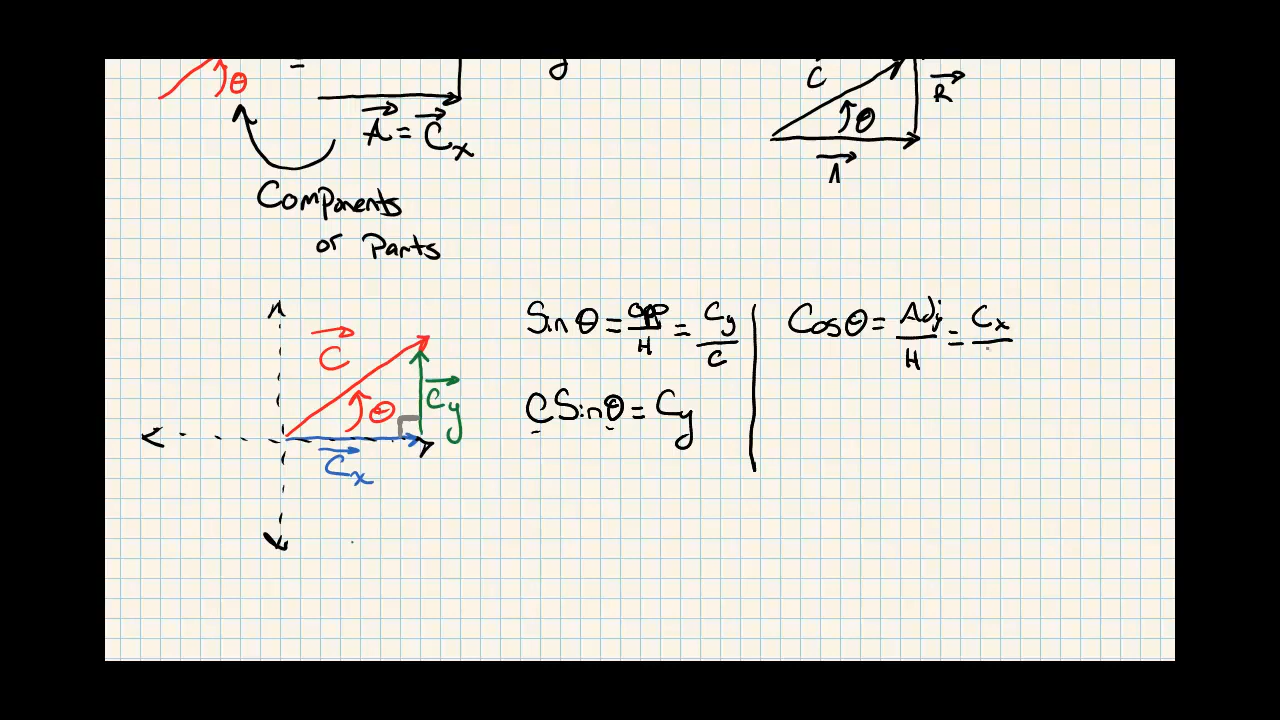 θ
=
y
A = Cx
C
R
θ
A
Components
or Parts
C
θ
Cy
Cx
Sin θ = opp/H = Cy/C
C Sin θ = Cy
Cos θ = Adj/H = Cx